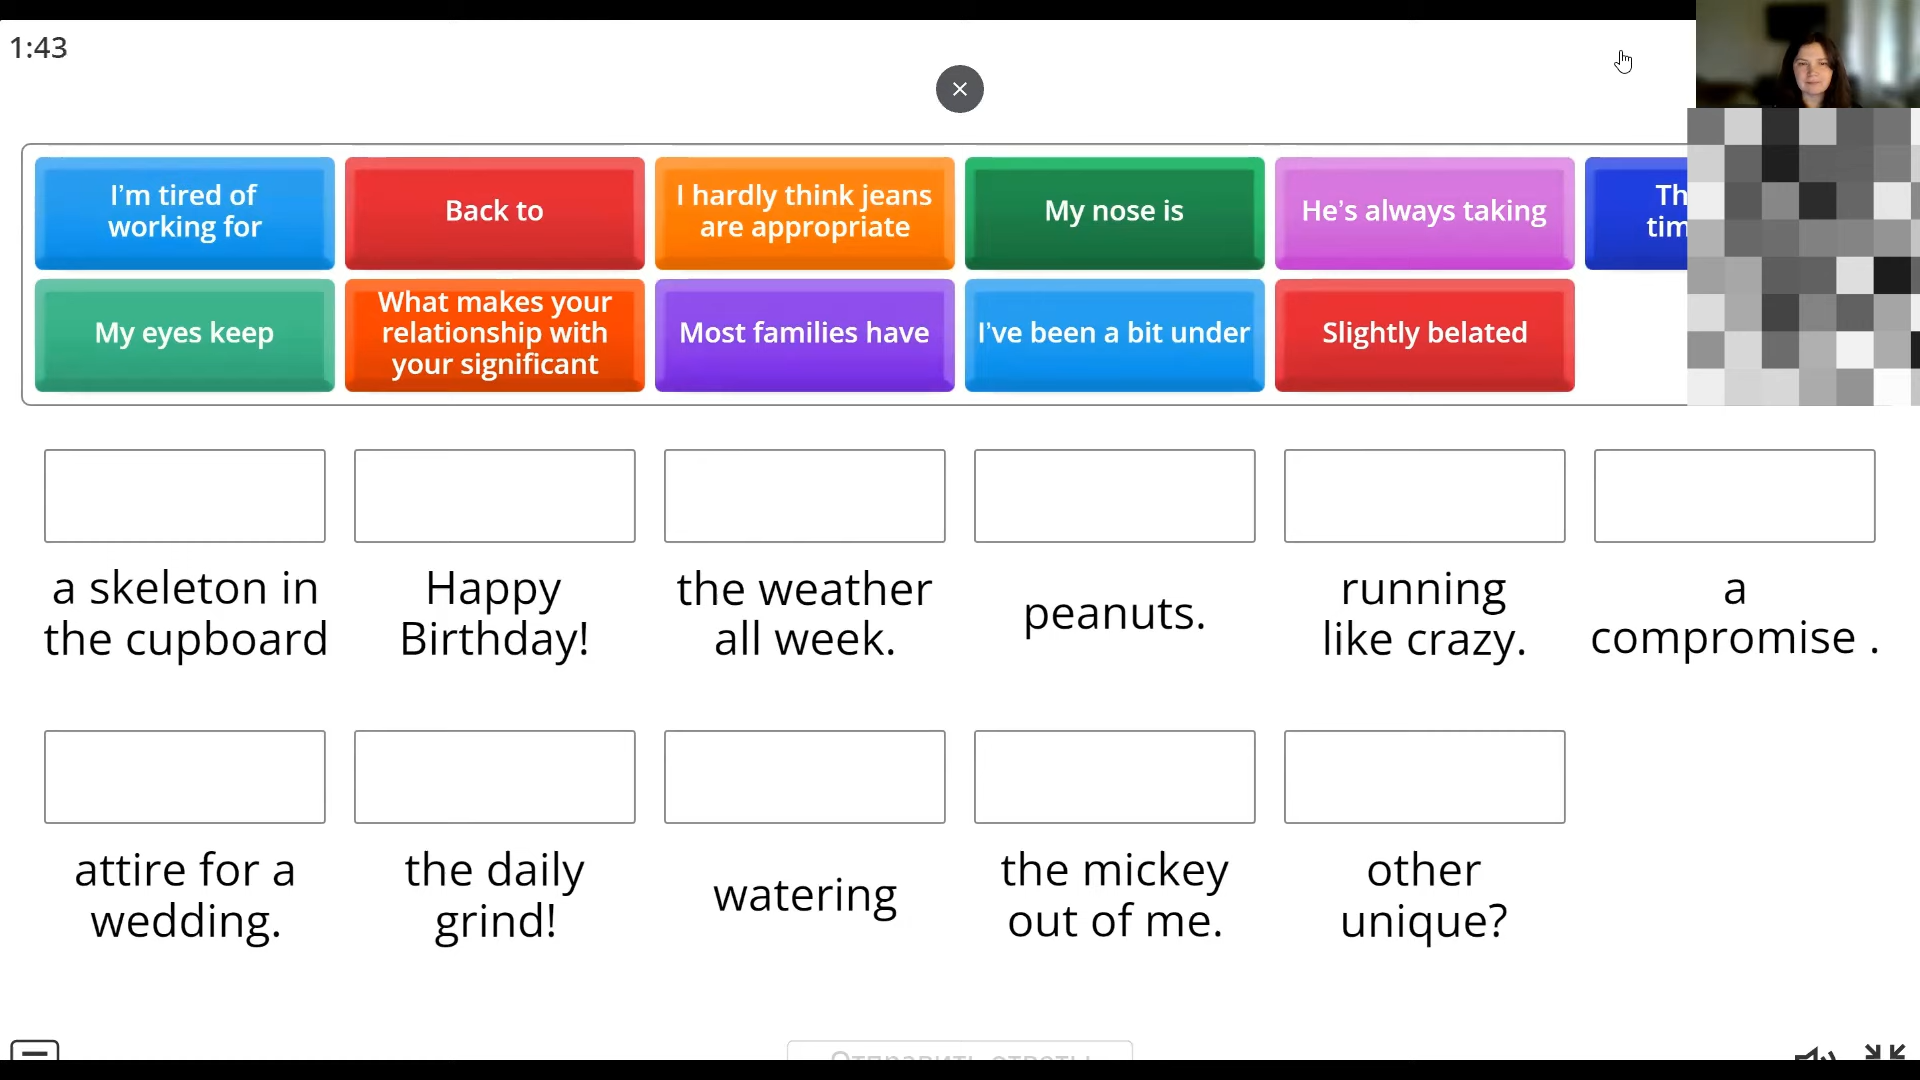 1:43
I'm tired of
working for
Back to
I hardly think jeans
are appropriate
My nose is
He's always taking
My eyes keep
What makes your
relationship with
your significant
Most families have
I've been a bit under
Slightly belated
a skeleton in
the cupboard
Happy
Birthday!
the weather
all week.
peanuts.
running
like crazy.
a
compromise .
attire for a
wedding.
the daily
grind!
watering
the mickey
out of me.
other
unique?
Отправить ответы